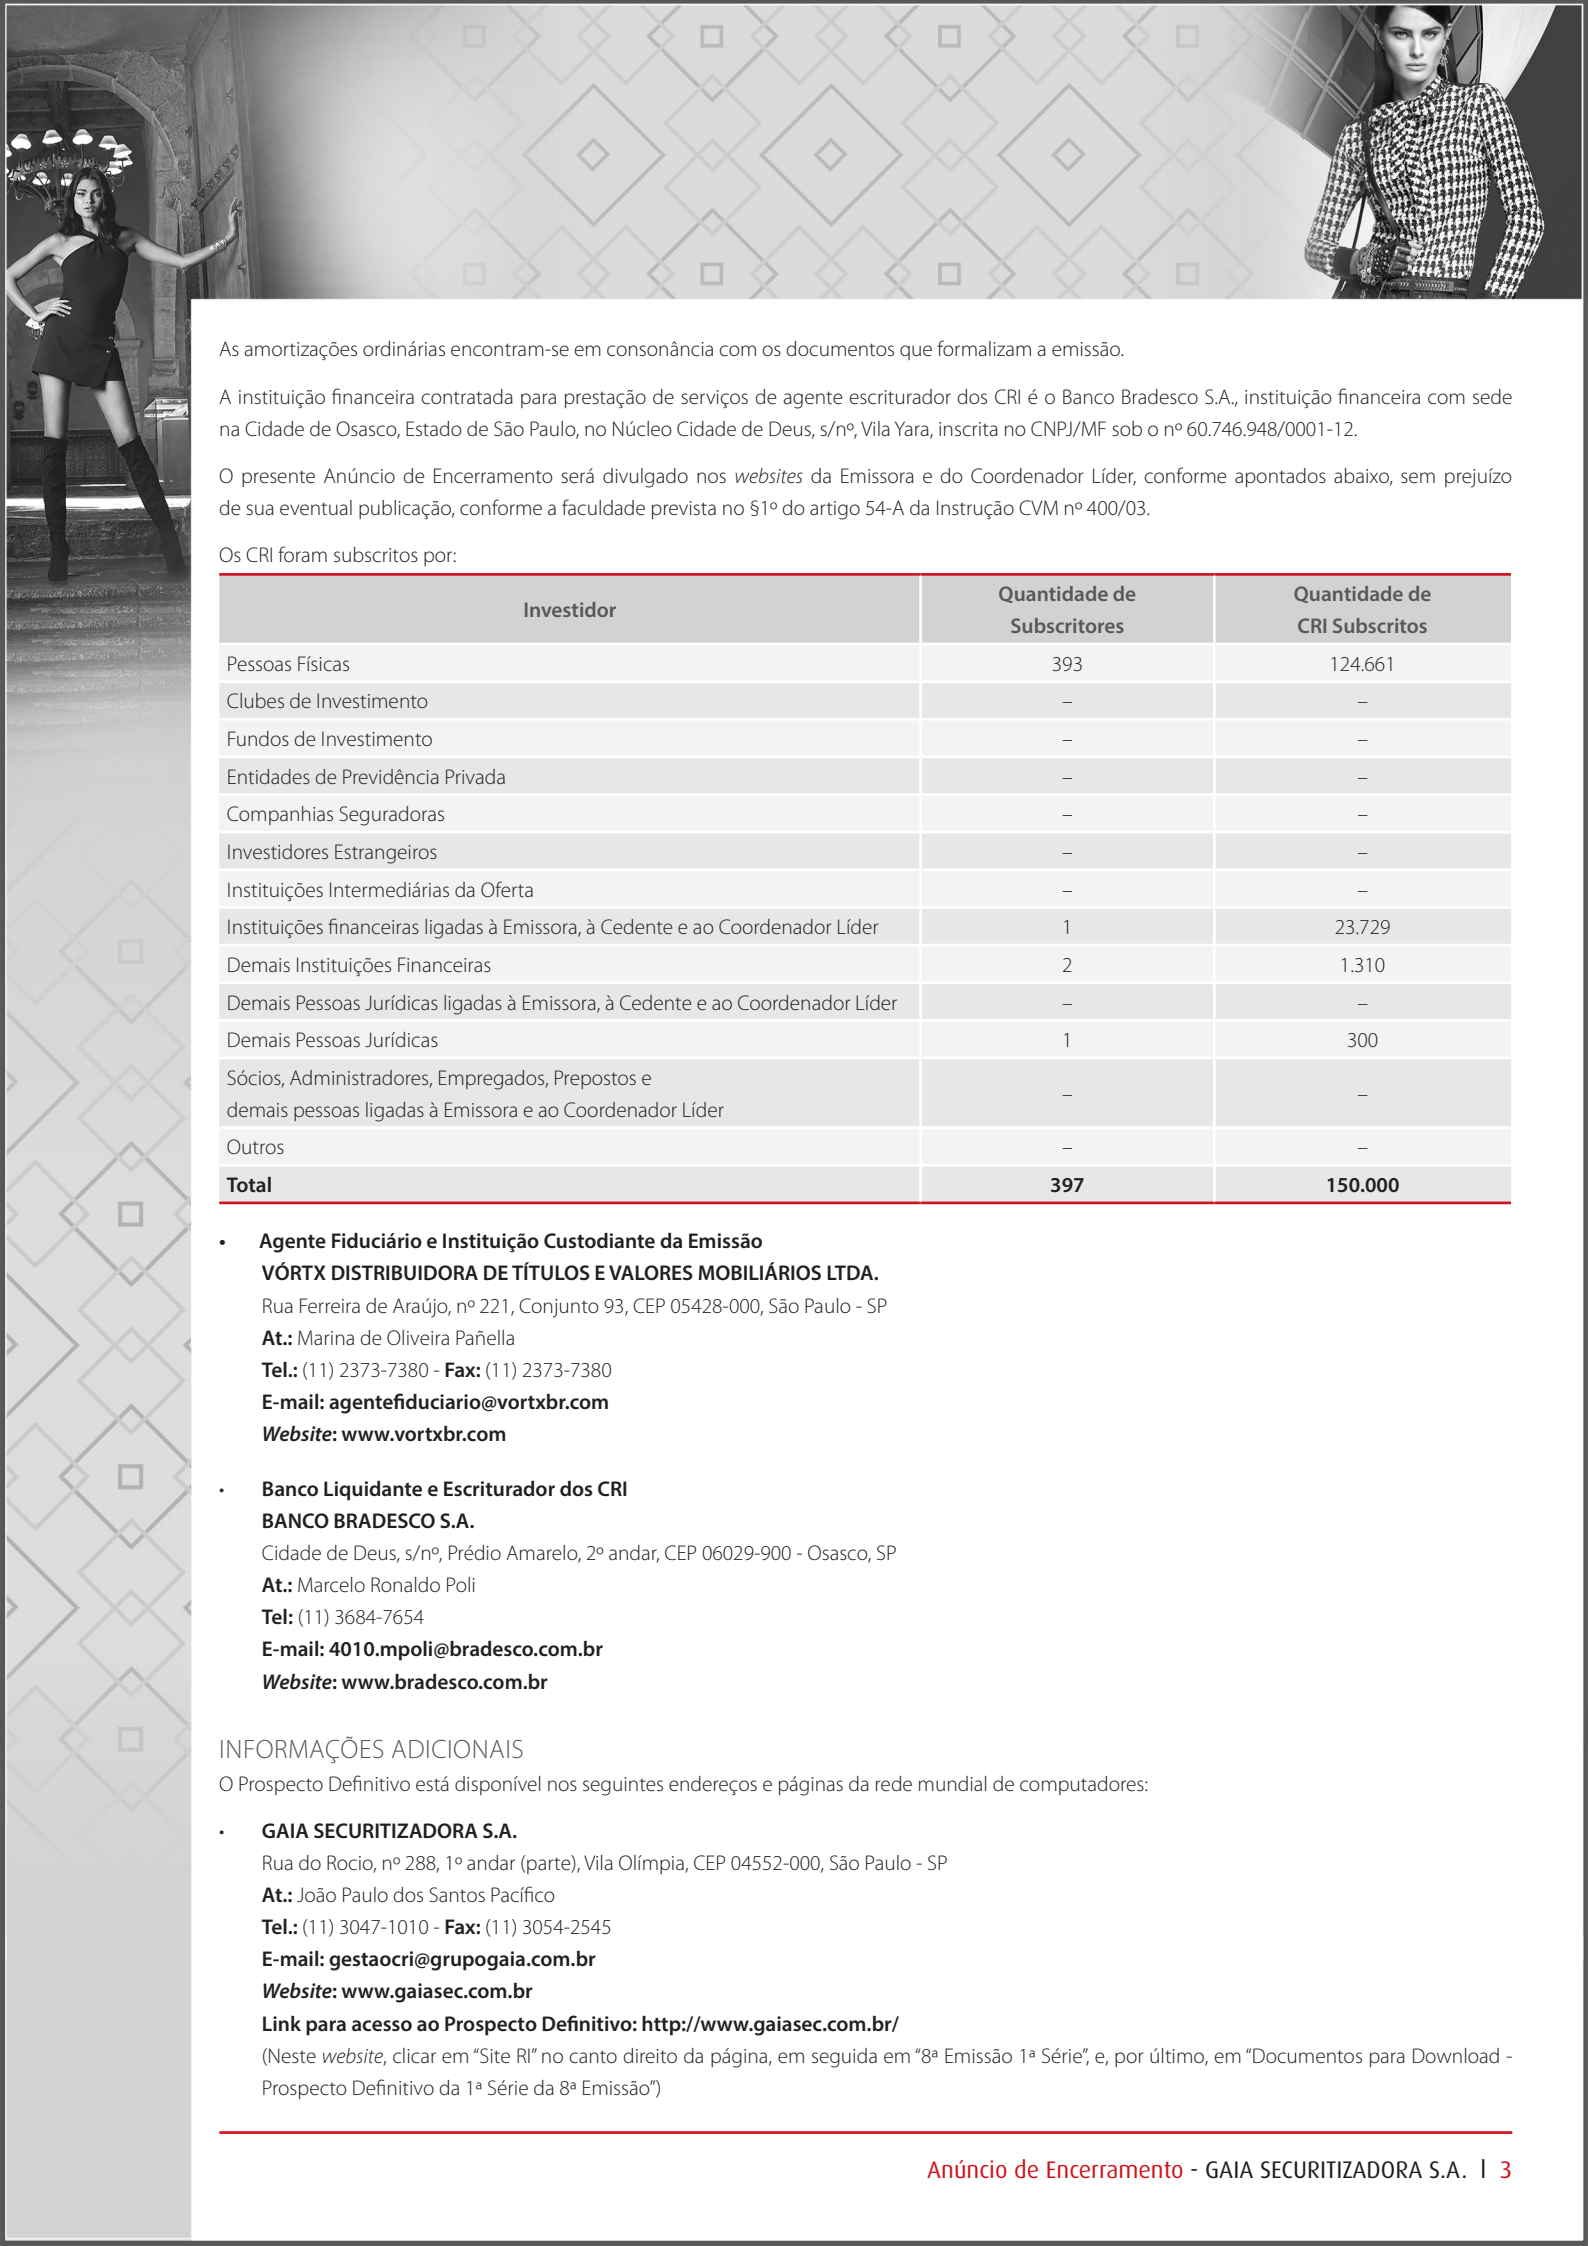 As amortizações ordinárias encontram-se em consonância com os documentos que formalizam a emissão.
A instituição financeira contratada para prestação de serviços de agente escriturador dos CRI é o Banco Bradesco S.A., instituição financeira com sede
na Cidade de Osasco, Estado de São Paulo, no Núcleo Cidade de Deus, s/nº, Vila Yara, inscrita no CNPJ/MF sob o nº 60.746.948/0001-12.
O presente Anúncio de Encerramento será divulgado nos websites da Emissora e do Coordenador Líder, conforme apontados abaixo, sem prejuízo
de sua eventual publicação, conforme a faculdade prevista no §1º do artigo 54-A da Instrução CVM nº 400/03.
Os CRI foram subscritos por:
Investidor Quantidade de Subscritores Quantidade de CRI Subscritos
Pessoas Físicas 393 124.661
Clubes de Investimento – –
Fundos de Investimento – –
Entidades de Previdência Privada – –
Companhias Seguradoras – –
Investidores Estrangeiros – –
Instituições Intermediárias da Oferta – –
Instituições financeiras ligadas à Emissora, à Cedente e ao Coordenador Líder 1 23.729
Demais Instituições Financeiras 2 1.310
Demais Pessoas Jurídicas ligadas à Emissora, à Cedente e ao Coordenador Líder – –
Demais Pessoas Jurídicas 1 300
Sócios, Administradores, Empregados, Prepostos e
demais pessoas ligadas à Emissora e ao Coordenador Líder – –
Outros – –
Total 397 150.000
• Agente Fiduciário e Instituição Custodiante da Emissão
VÓRTX DISTRIBUIDORA DE TÍTULOS E VALORES MOBILIÁRIOS LTDA.
Rua Ferreira de Araújo, nº 221, Conjunto 93, CEP 05428-000, São Paulo - SP
At.: Marina de Oliveira Pañella
Tel.: (11) 2373-7380 - Fax: (11) 2373-7380
E-mail: agentefiduciario@vortxbr.com
Website: www.vortxbr.com
• Banco Liquidante e Escriturador dos CRI
BANCO BRADESCO S.A.
Cidade de Deus, s/nº, Prédio Amarelo, 2º andar, CEP 06029-900 - Osasco, SP
At.: Marcelo Ronaldo Poli
Tel: (11) 3684-7654
E-mail: 4010.mpoli@bradesco.com.br
Website: www.bradesco.com.br
INFORMAÇÕES ADICIONAIS
O Prospecto Definitivo está disponível nos seguintes endereços e páginas da rede mundial de computadores:
• GAIA SECURITIZADORA S.A.
Rua do Rocio, nº 288, 1º andar (parte), Vila Olímpia, CEP 04552-000, São Paulo - SP
At.: João Paulo dos Santos Pacífico
Tel.: (11) 3047-1010 - Fax: (11) 3054-2545
E-mail: gestaocri@grupogaia.com.br
Website: www.gaiasec.com.br
Link para acesso ao Prospecto Definitivo: http://www.gaiasec.com.br/
(Neste website, clicar em “Site RI” no canto direito da página, em seguida em “8ª Emissão 1ª Série”, e, por último, em “Documentos para Download -
Prospecto Definitivo da 1ª Série da 8ª Emissão”)
Anúncio de Encerramento - GAIA SECURITIZADORA S.A. | 3